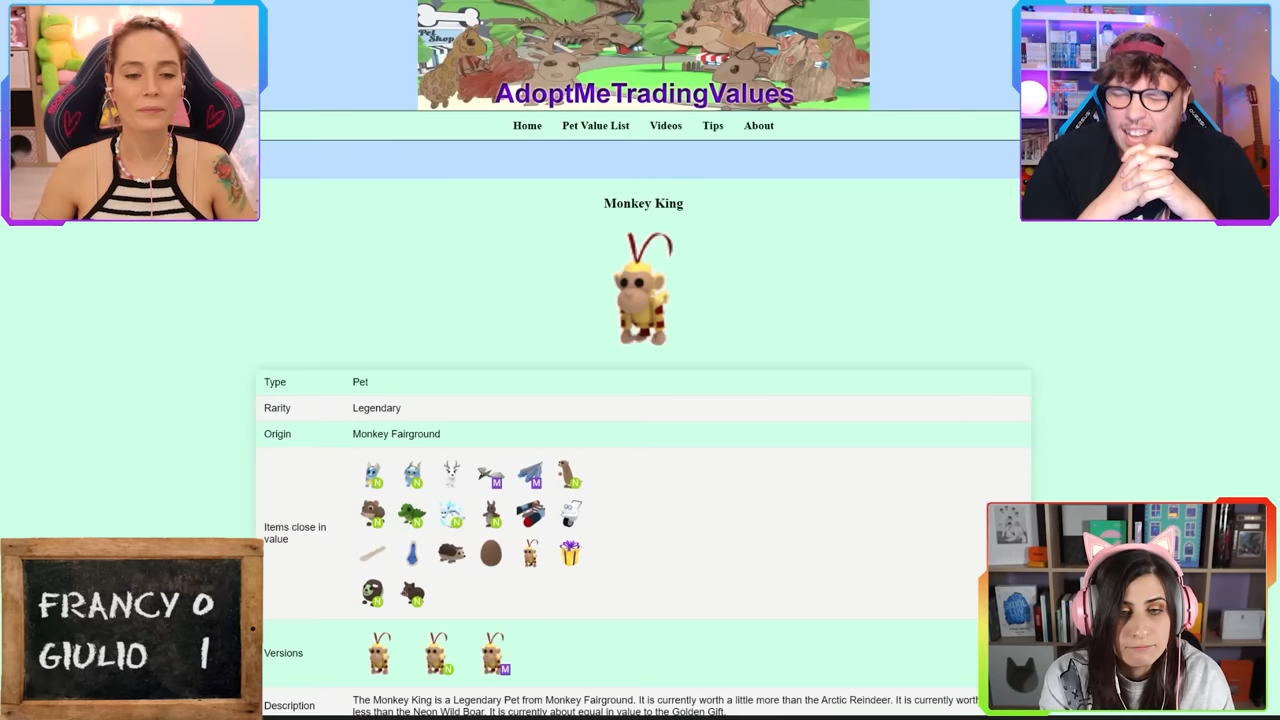 Pet
Shop
AdoptMeTradingValues
Home Pet Value List Videos Tips About
Monkey King
Type Pet
Rarity Legendary
Origin Monkey Fairground
Items close in value
N N M M N
N N N N
N N
Versions
N M
Description The Monkey King is a Legendary Pet from Monkey Fairground. It is currently worth a little more than the Arctic Reindeer. It is currently worth
less than the Neon Wild Boar. It is currently about equal in value to the Golden Gift.
FRANCY 0
GIULIO 1